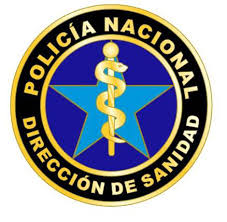 POLICÍA NACIONAL
DIRECCIÓN DE SANIDAD